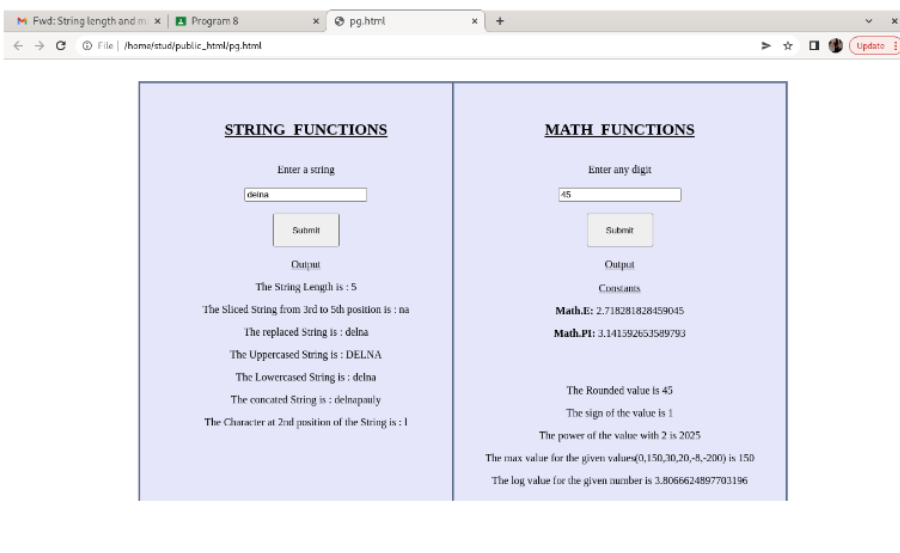 Fwd: String length and m
Program 8
pg.html
File | /home/stud/public_html/pg.html
Update
STRING FUNCTIONS
Enter a string
delna
Submit
Output
The String Length is : 5
The Sliced String from 3rd to 5th position is : na
The replaced String is : delna
The Uppercased String is : DELNA
The Lowercased String is : delna
The concated String is : delnapauly
The Character at 2nd position of the String is : l
MATH FUNCTIONS
Enter any digit
45
Submit
Output
Constants
Math.E: 2.718281828459045
Math.PI: 3.141592653589793
The Rounded value is 45
The sign of the value is 1
The power of the value with 2 is 2025
The max value for the given values(0,150,30,20,-8,-200) is 150
The log value for the given number is 3.8066624897703196